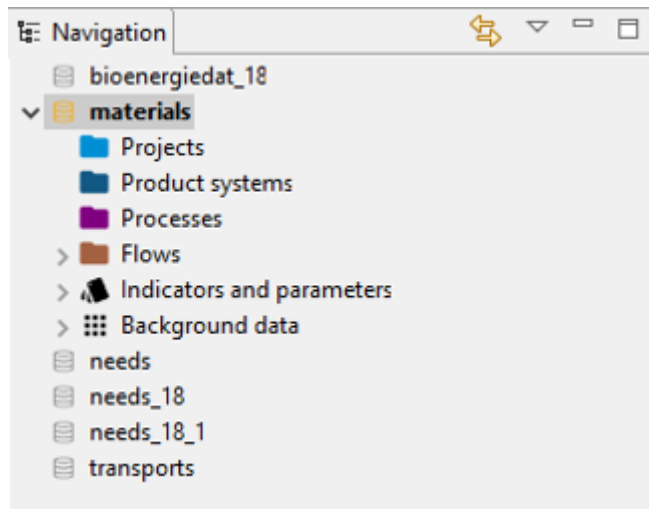 Navigation
bioenergiedat_18
materials
Projects
Product systems
Processes
Flows
Indicators and parameters
Background data
needs
needs_18
needs_18_1
transports